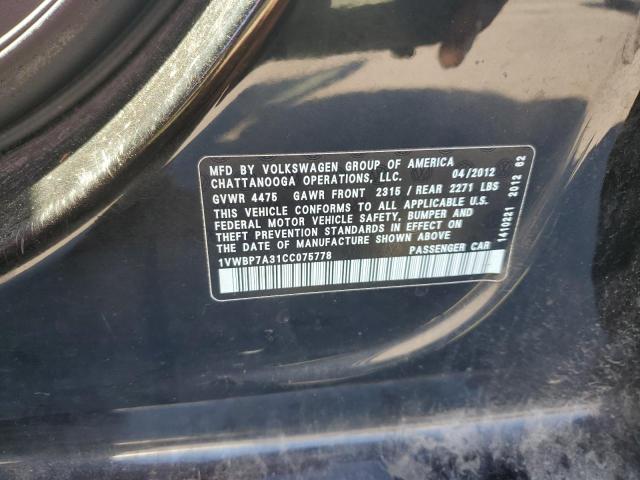 MFD BY VOLKSWAGEN GROUP OF AMERICA
CHATTANOOGA OPERATIONS, LLC. 04/2012
GVWR 4475 GAWR FRONT 2315 / REAR 2271 LBS
THIS VEHICLE CONFORMS TO ALL APPLICABLE U.S.
FEDERAL MOTOR VEHICLE SAFETY, BUMPER AND
THEFT PREVENTION STANDARDS IN EFFECT ON
THE DATE OF MANUFACTURE SHOWN ABOVE.
1VWBP7A31CC075778 PASSENGER CAR
1410221 2012 62